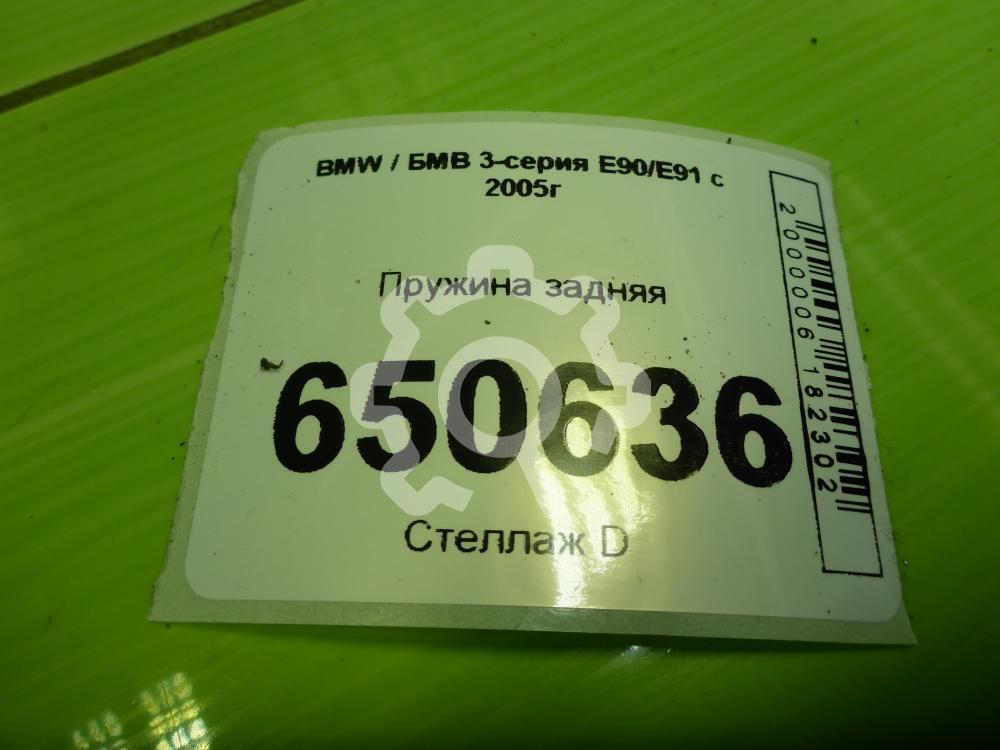 BMW / БМВ 3-серия E90/E91 с
2005г
Пружина задняя
650636
Стеллаж D
2000006182302